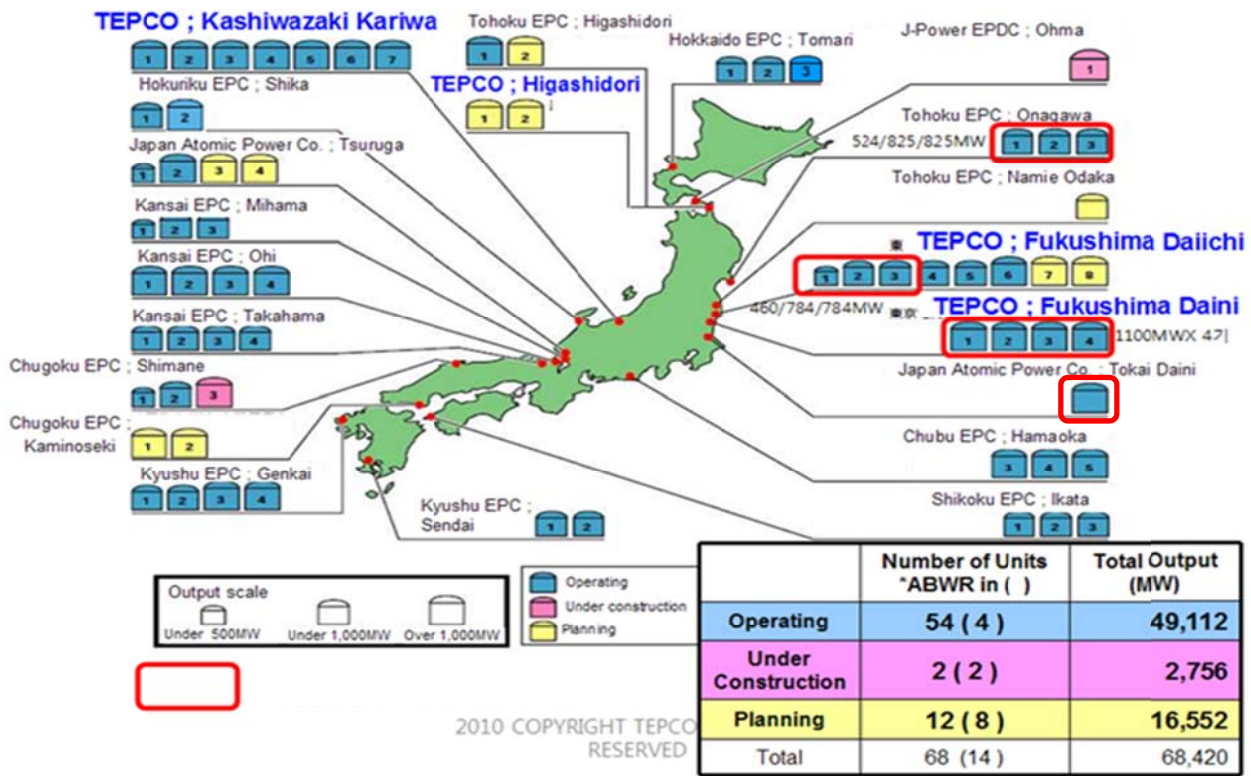 TEPCO ; Kashiwazaki Kariwa
1 2 3 4 5 6 7
Hokuriku EPC ; Shika
1 2
Japan Atomic Power Co. ; Tsuruga
1 2 3 4
Kansai EPC ; Mihama
1 2 3
Kansai EPC ; Ohi
1 2 3 4
Kansai EPC ; Takahama
1 2 3 4
Chugoku EPC ; Shimane
1 2 3
Chugoku EPC ;
Kaminoseki
1 2
Kyushu EPC ; Genkai
1 2 3 4
Tohoku EPC ; Higashidori
1 2
TEPCO ; Higashidori
1 2
Hokkaido EPC ; Tomari
1 2 3
J-Power EPDC ; Ohma
1
Tohoku EPC ; Onagawa
524/825/825MW
1 2 3
Tohoku EPC ; Namie Odaka
東 TEPCO ; Fukushima Daiichi
1 2 3 4 5 6 7 8
460/784/784MW
東京
TEPCO ; Fukushima Daini
1 2 3 4
1100MWX 4기
Japan Atomic Power Co. ; Tokai Daini
Chubu EPC ; Hamaoka
3 4 5
Shikoku EPC ; Ikata
1 2 3
Kyushu EPC ;
Sendai
1 2
Output scale
Under 500MW Under 1,000MW Over 1,000MW
Operating
Under construction
Planning
Number of Units
*ABWR in ( )
Total Output
(MW)
Operating 54 ( 4 ) 49,112
Under
Construction
2 ( 2 ) 2,756
Planning 12 ( 8 ) 16,552
Total 68 (14 ) 68,420
2010 COPYRIGHT TEPCO
RESERVED